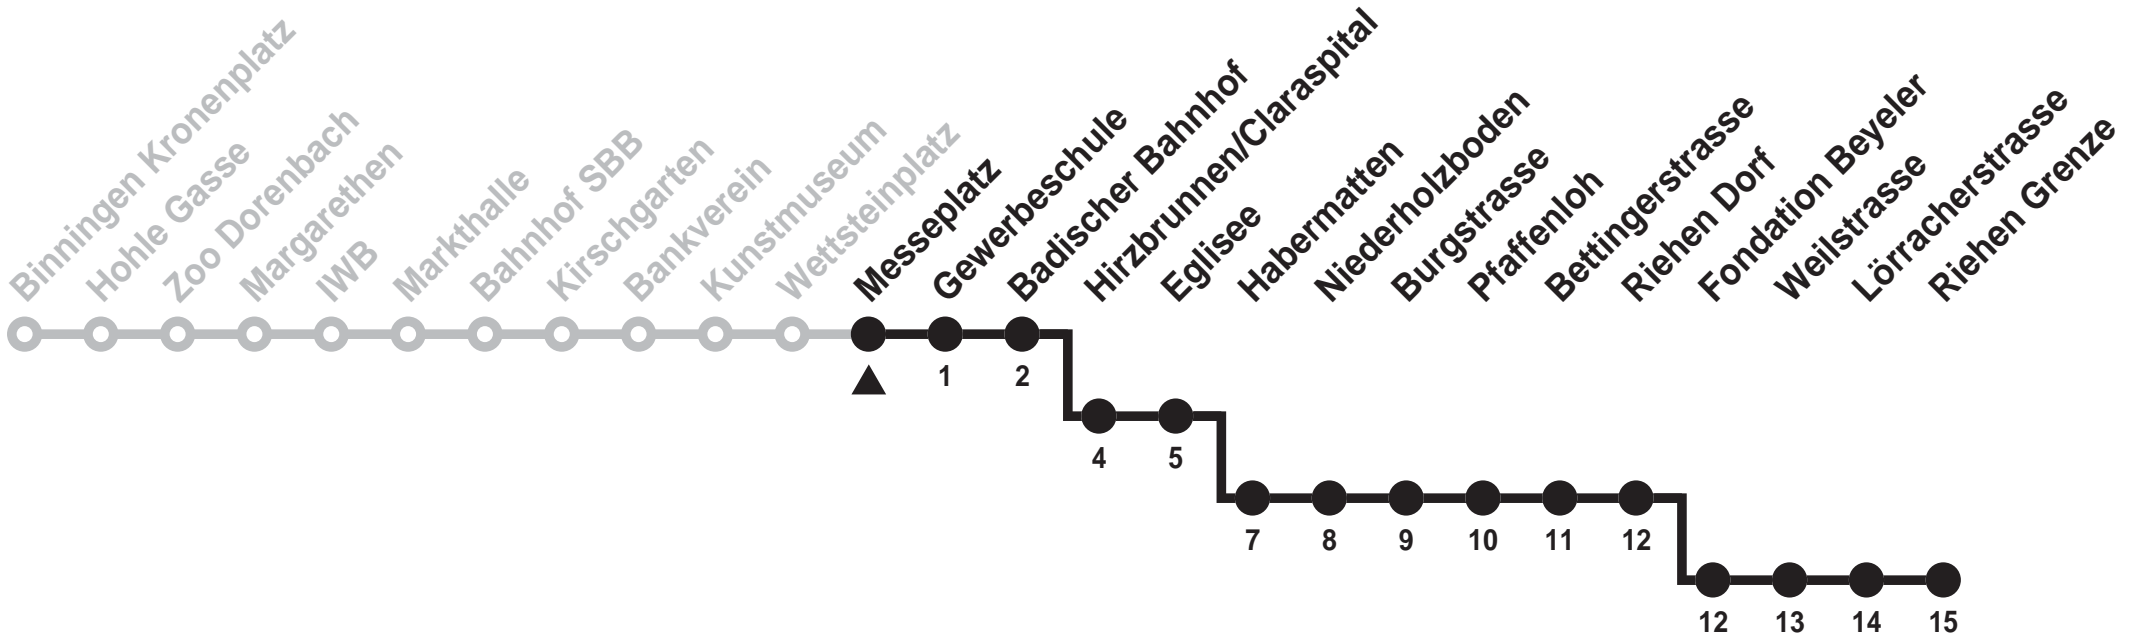 Binningen Kronenplatz
Hohle Gasse
Zoo Dorenbach
Margarethen
IWB
Markthalle
Bahnhof SBB
Kirschgarten
Bankverein
Kunstmuseum
Wettsteinplatz
Messeplatz
Gewerbeschule
Badischer Bahnhof
Hirzbrunnen/Claraspital
Eglisee
Habermatten
Niederholzboden
Burgstrasse
Pfaffenloh
Bettingerstrasse
Riehen Dorf
Fondation Beyeler
Weilstrasse
Lörracherstrasse
Riehen Grenze
1 2
4 5
7 8 9 10 11 12
12 13 14 15